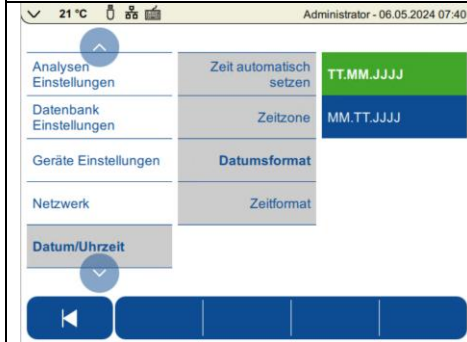 21 °C
Administrator - 06.05.2024 07:40
Analysen
Einstellungen
Datenbank
Einstellungen
Geräte Einstellungen
Netzwerk
Datum/Uhrzeit
Zeit automatisch
setzen
Zeitzone
Datumsformat
Zeitformat
TT.MM.JJJJ
MM.TT.JJJJ